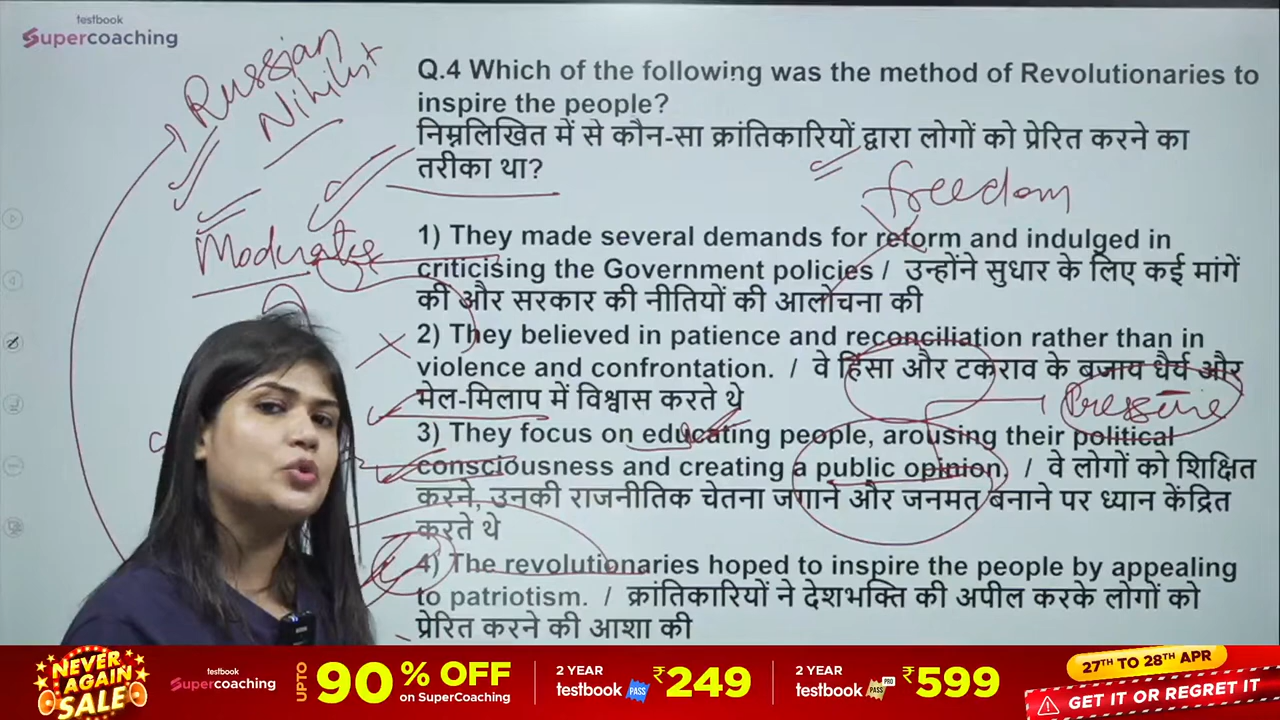 testbook
Supercoaching
Russian
Nihilist
Moderates
freedom
Pressure
Q.4 Which of the following was the method of Revolutionaries to
inspire the people?
निम्नलिखित में से कौन-सा क्रांतिकारियों द्वारा लोगों को प्रेरित करने का
तरीका था?
1) They made several demands for reform and indulged in
criticising the Government policies / उन्होंने सुधार के लिए कई मांगें
कीं और सरकार की नीतियों की आलोचना की
2) They believed in patience and reconciliation rather than in
violence and confrontation. / वे हिंसा और टकराव के बजाय धैर्य और
मेल-मिलाप में विश्वास करते थे
3) They focus on educating people, arousing their political
consciousness and creating a public opinion. / वे लोगों को शिक्षित
करने, उनकी राजनीतिक चेतना जगाने और जनमत बनाने पर ध्यान केंद्रित
करते थे
4) The revolutionaries hoped to inspire the people by appealing
to patriotism. / क्रांतिकारियों ने देशभक्ति की अपील करके लोगों को
प्रेरित करने की आशा की
NEVER
AGAIN
SALE
testbook
Supercoaching
UPTO
90% OFF
on SuperCoaching
2 YEAR
testbook PASS
₹249
2 YEAR
testbook PASS PRO
₹599
27TH TO 28TH APR
GET IT OR REGRET IT